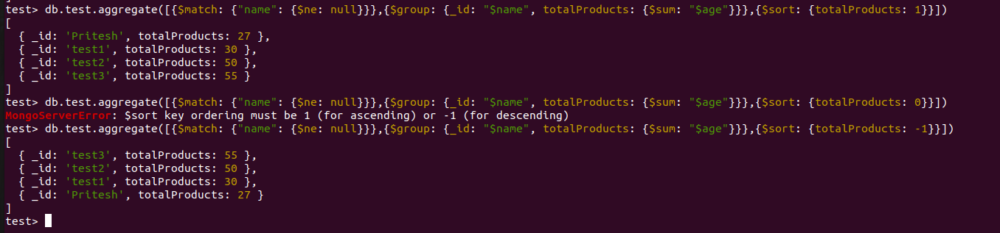 ]
test> db.test.aggregate([{$match: {"name": {$ne: null}}},{$group: {_id: "$name", totalProducts: {$sum: "$age"}}},{$sort: {totalProducts: 1}}])
[
  { _id: 'Pritesh', totalProducts: 27 },
  { _id: 'test1', totalProducts: 30 },
  { _id: 'test2', totalProducts: 50 },
  { _id: 'test3', totalProducts: 55 }
]
test> db.test.aggregate([{$match: {"name": {$ne: null}}},{$group: {_id: "$name", totalProducts: {$sum: "$age"}}},{$sort: {totalProducts: 0}}])
MongoServerError: $sort key ordering must be 1 (for ascending) or -1 (for descending)
test> db.test.aggregate([{$match: {"name": {$ne: null}}},{$group: {_id: "$name", totalProducts: {$sum: "$age"}}},{$sort: {totalProducts: -1}}])
[
  { _id: 'test3', totalProducts: 55 },
  { _id: 'test2', totalProducts: 50 },
  { _id: 'test1', totalProducts: 30 },
  { _id: 'Pritesh', totalProducts: 27 }
]
test>